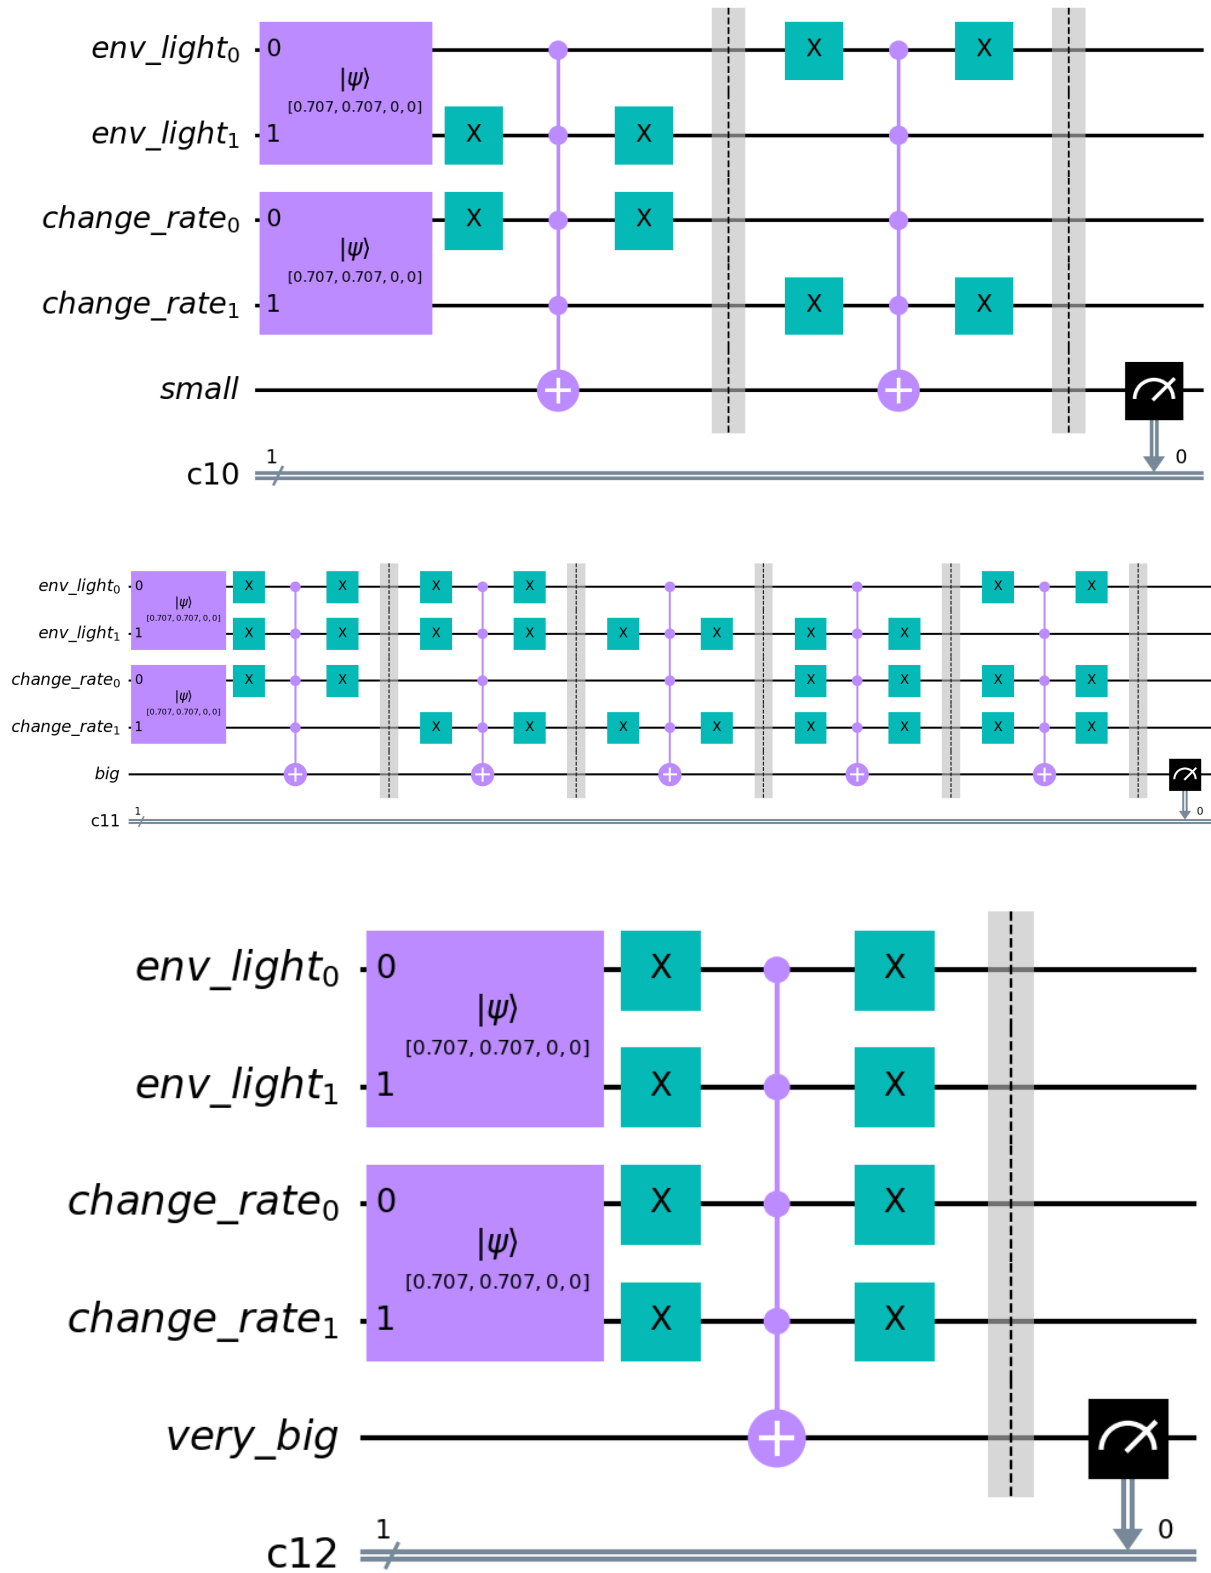 env_light0 0 X X
|ψ⟩
[0.707, 0.707, 0, 0]
env_light1 1 X X
change_rate0 0 X X
|ψ⟩
[0.707, 0.707, 0, 0]
change_rate1 1 X X
small
1 0
c10
env_light0 0 X X X X X X
|ψ⟩
[0.707, 0.707, 0, 0]
env_light1 1 X X X X X X X X
change_rate0 0 X X X X X X
|ψ⟩
[0.707, 0.707, 0, 0]
change_rate1 1 X X X X X X X X
big
1 0
c11
env_light0 0 X X
|ψ⟩
[0.707, 0.707, 0, 0]
env_light1 1 X X
change_rate0 0 X X
|ψ⟩
[0.707, 0.707, 0, 0]
change_rate1 1 X X
very_big
1 0
c12